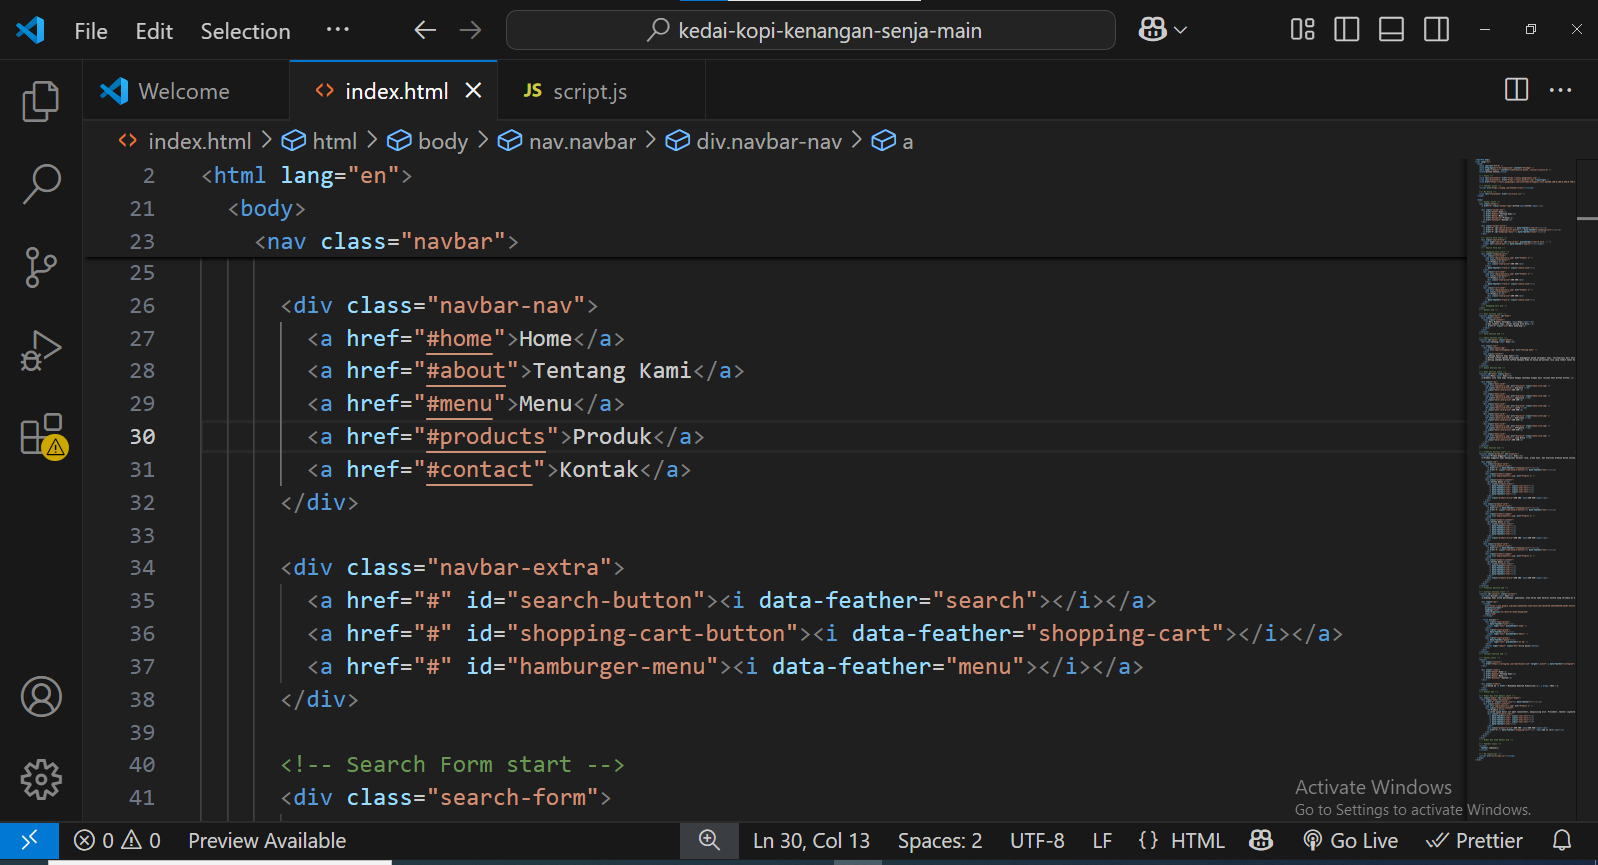 File Edit Selection ··· kedai-kopi-kenangan-senja-main
Welcome <> index.html JS script.js
<> index.html > html > body > nav.navbar > div.navbar-nav > a
2 <html lang="en">
21 <body>
23 <nav class="navbar">
25
26 <div class="navbar-nav">
27 <a href="#home">Home</a>
28 <a href="#about">Tentang Kami</a>
29 <a href="#menu">Menu</a>
30 <a href="#products">Produk</a>
31 <a href="#contact">Kontak</a>
32 </div>
33
34 <div class="navbar-extra">
35 <a href="#" id="search-button"><i data-feather="search"></i></a>
36 <a href="#" id="shopping-cart-button"><i data-feather="shopping-cart"></i></a>
37 <a href="#" id="hamburger-menu"><i data-feather="menu"></i></a>
38 </div>
39
40 <!-- Search Form start -->
41 <div class="search-form">
Activate Windows
Go to Settings to activate Windows.
0 0 Preview Available Ln 30, Col 13 Spaces: 2 UTF-8 LF {} HTML Go Live Prettier